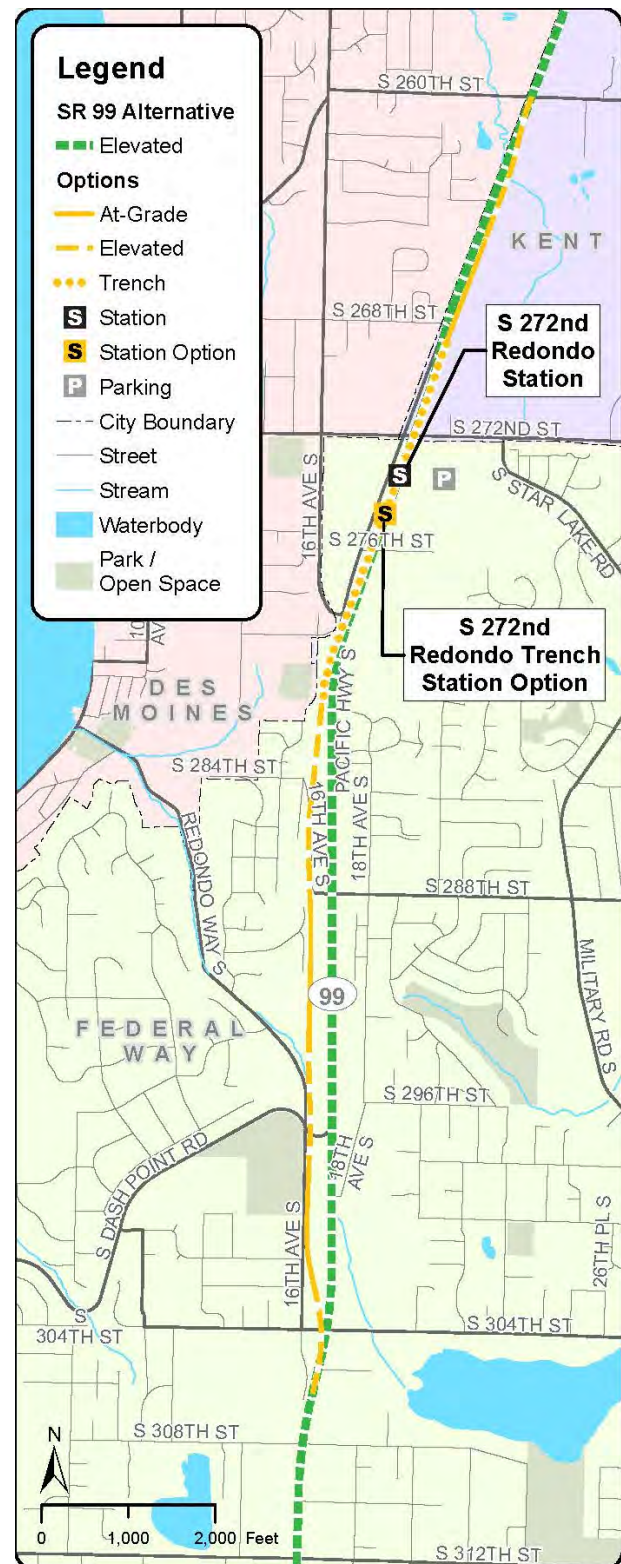 Legend
SR 99 Alternative
Elevated
Options
At-Grade
Elevated
Trench
S Station
S Station Option
P Parking
City Boundary
Street
Stream
Waterbody
Park /
Open Space
S 260TH ST
KENT
S 268TH ST
S 272nd
Redondo
Station
S 272ND ST
16TH AVE S
S
P
S STAR LAKE RD
S
S 276TH ST
S 272nd
Redondo Trench
Station Option
10
AV
DES
MOINES
PACIFIC HWY S
S 284TH ST
16TH AVE S
18TH AVE S
REDONDO WAY S
S 288TH ST
MILITARY RD S
99
FEDERAL
WAY
S 296TH ST
S DASH POINT RD
18TH
AVE S
16TH AVE S
26TH PL S
S
304TH ST
S 304TH ST
S 308TH ST
N
0 1,000 2,000 Feet
S 312TH ST